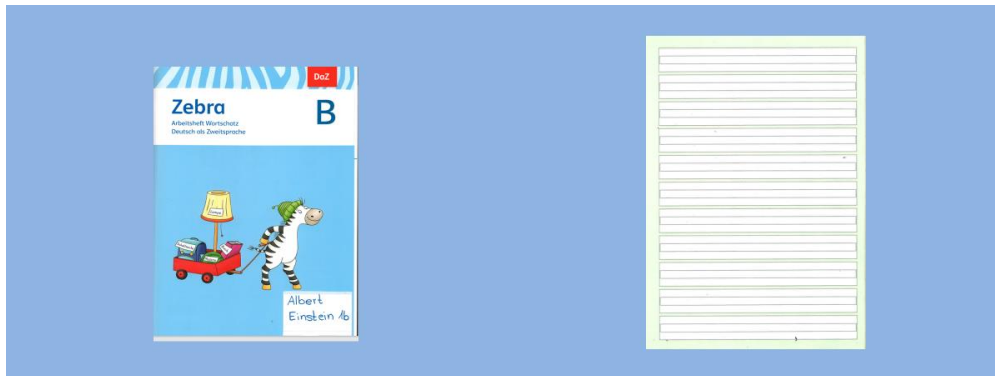 DaZ
Zebra
B
Arbeitsheft Wortschatz
Deutsch als Zweitsprache
Albert
Einstein 1b